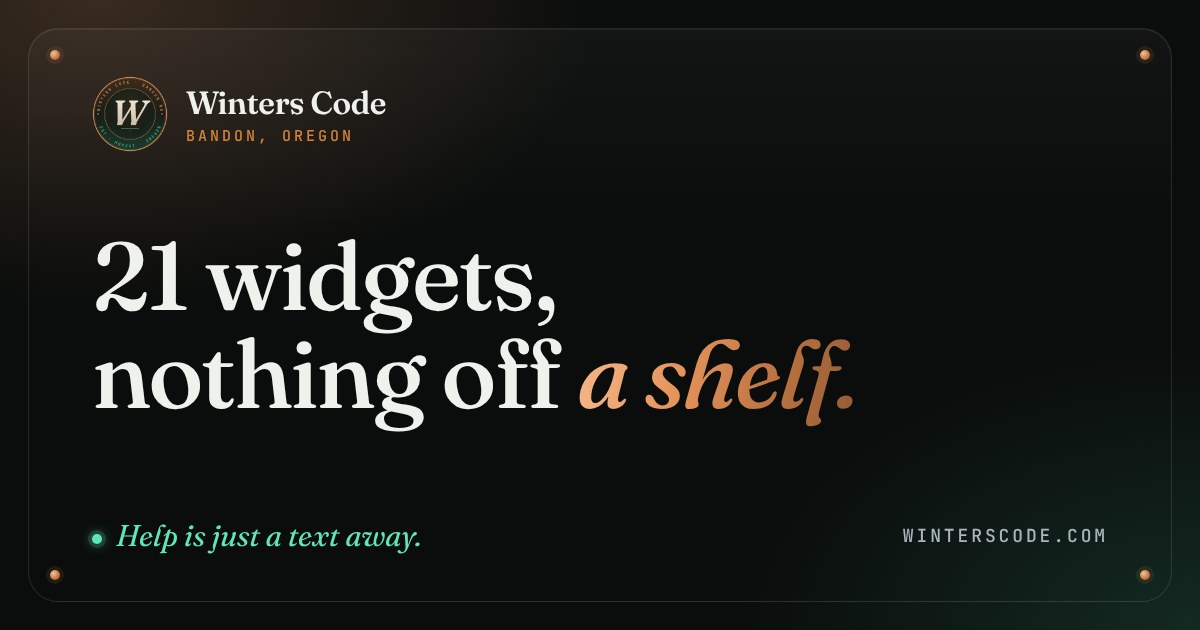 W
Winters Code
BANDON, OREGON
21 widgets,
nothing off a shelf.
Help is just a text away.
WINTERSCODE.COM